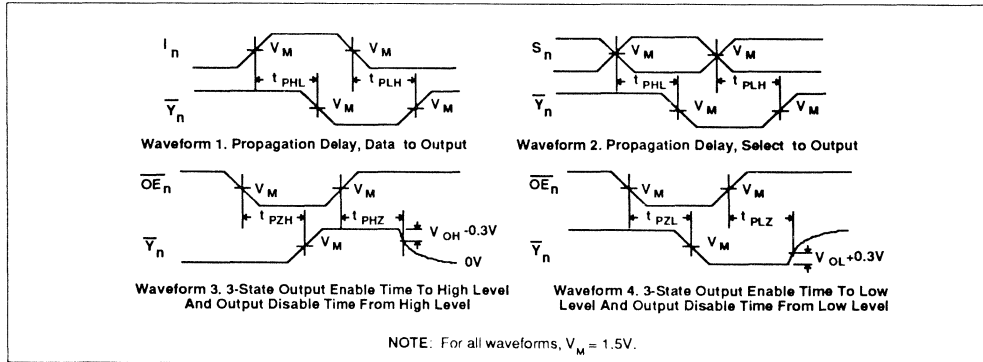 I n V M V M
t PHL t PLH
Y̅n V M V M
Waveform 1. Propagation Delay, Data to Output
S n V M V M
t PHL t PLH
Y̅n V M V M
Waveform 2. Propagation Delay, Select to Output
O̅E̅n V M V M
t PZH t PHZ
V OH -0.3V
Y̅n V M
0V
Waveform 3. 3-State Output Enable Time To High Level
And Output Disable Time From High Level
O̅E̅n V M V M
t PZL t PLZ
Y̅n V M
V OL +0.3V
Waveform 4. 3-State Output Enable Time To Low
Level And Output Disable Time From Low Level
NOTE: For all waveforms, V M = 1.5V.